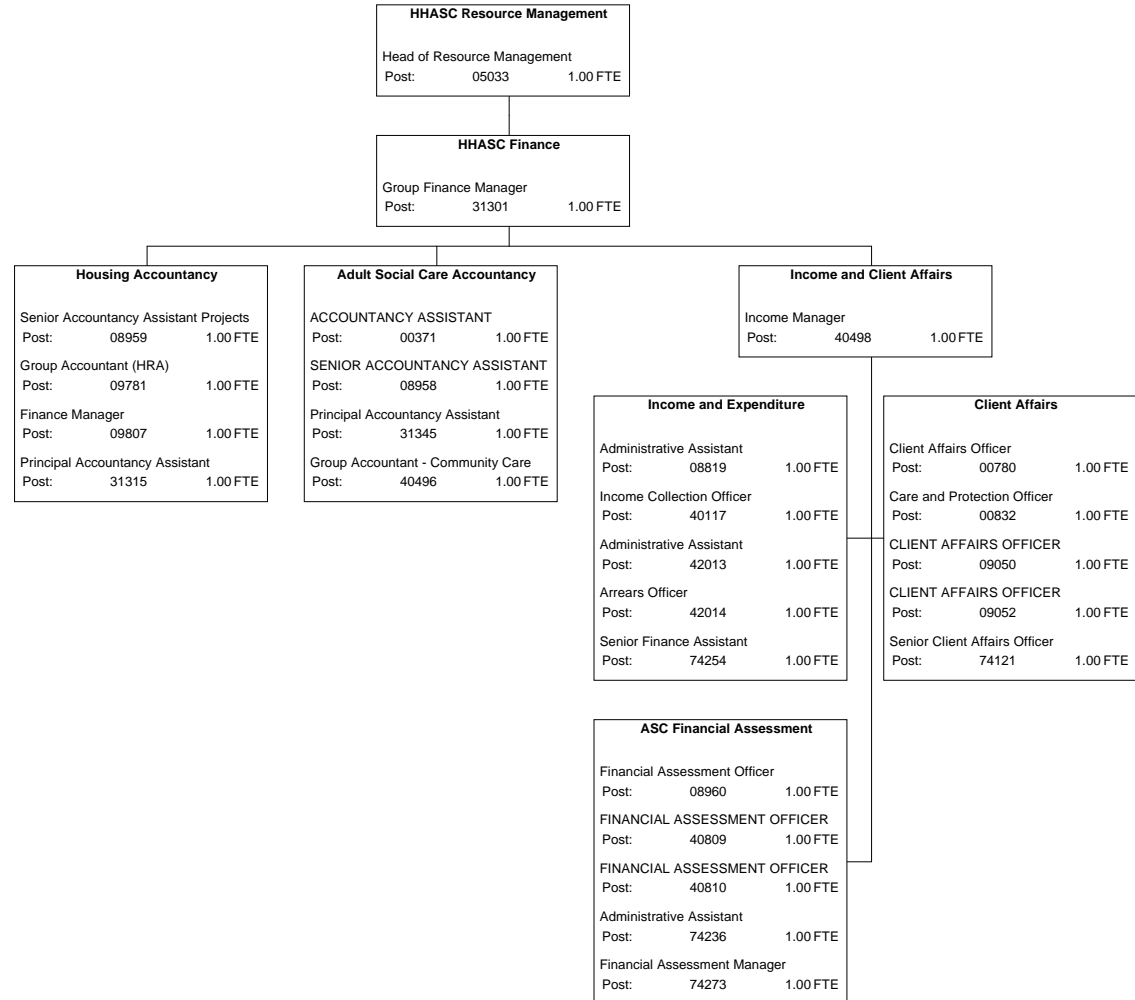 HHASC Resource Management
Head of Resource Management
Post: 05033 1.00 FTE
HHASC Finance
Group Finance Manager
Post: 31301 1.00 FTE
Housing Accountancy
Senior Accountancy Assistant Projects
Post: 08959 1.00 FTE
Group Accountant (HRA)
Post: 09781 1.00 FTE
Finance Manager
Post: 09807 1.00 FTE
Principal Accountancy Assistant
Post: 31315 1.00 FTE
Adult Social Care Accountancy
ACCOUNTANCY ASSISTANT
Post: 00371 1.00 FTE
SENIOR ACCOUNTANCY ASSISTANT
Post: 08958 1.00 FTE
Principal Accountancy Assistant
Post: 31345 1.00 FTE
Group Accountant - Community Care
Post: 40496 1.00 FTE
Income and Client Affairs
Income Manager
Post: 40498 1.00 FTE
Income and Expenditure
Administrative Assistant
Post: 08819 1.00 FTE
Income Collection Officer
Post: 40117 1.00 FTE
Administrative Assistant
Post: 42013 1.00 FTE
Arrears Officer
Post: 42014 1.00 FTE
Senior Finance Assistant
Post: 74254 1.00 FTE
Client Affairs
Client Affairs Officer
Post: 00780 1.00 FTE
Care and Protection Officer
Post: 00832 1.00 FTE
CLIENT AFFAIRS OFFICER
Post: 09050 1.00 FTE
CLIENT AFFAIRS OFFICER
Post: 09052 1.00 FTE
Senior Client Affairs Officer
Post: 74121 1.00 FTE
ASC Financial Assessment
Financial Assessment Officer
Post: 08960 1.00 FTE
FINANCIAL ASSESSMENT OFFICER
Post: 40809 1.00 FTE
FINANCIAL ASSESSMENT OFFICER
Post: 40810 1.00 FTE
Administrative Assistant
Post: 74236 1.00 FTE
Financial Assessment Manager
Post: 74273 1.00 FTE